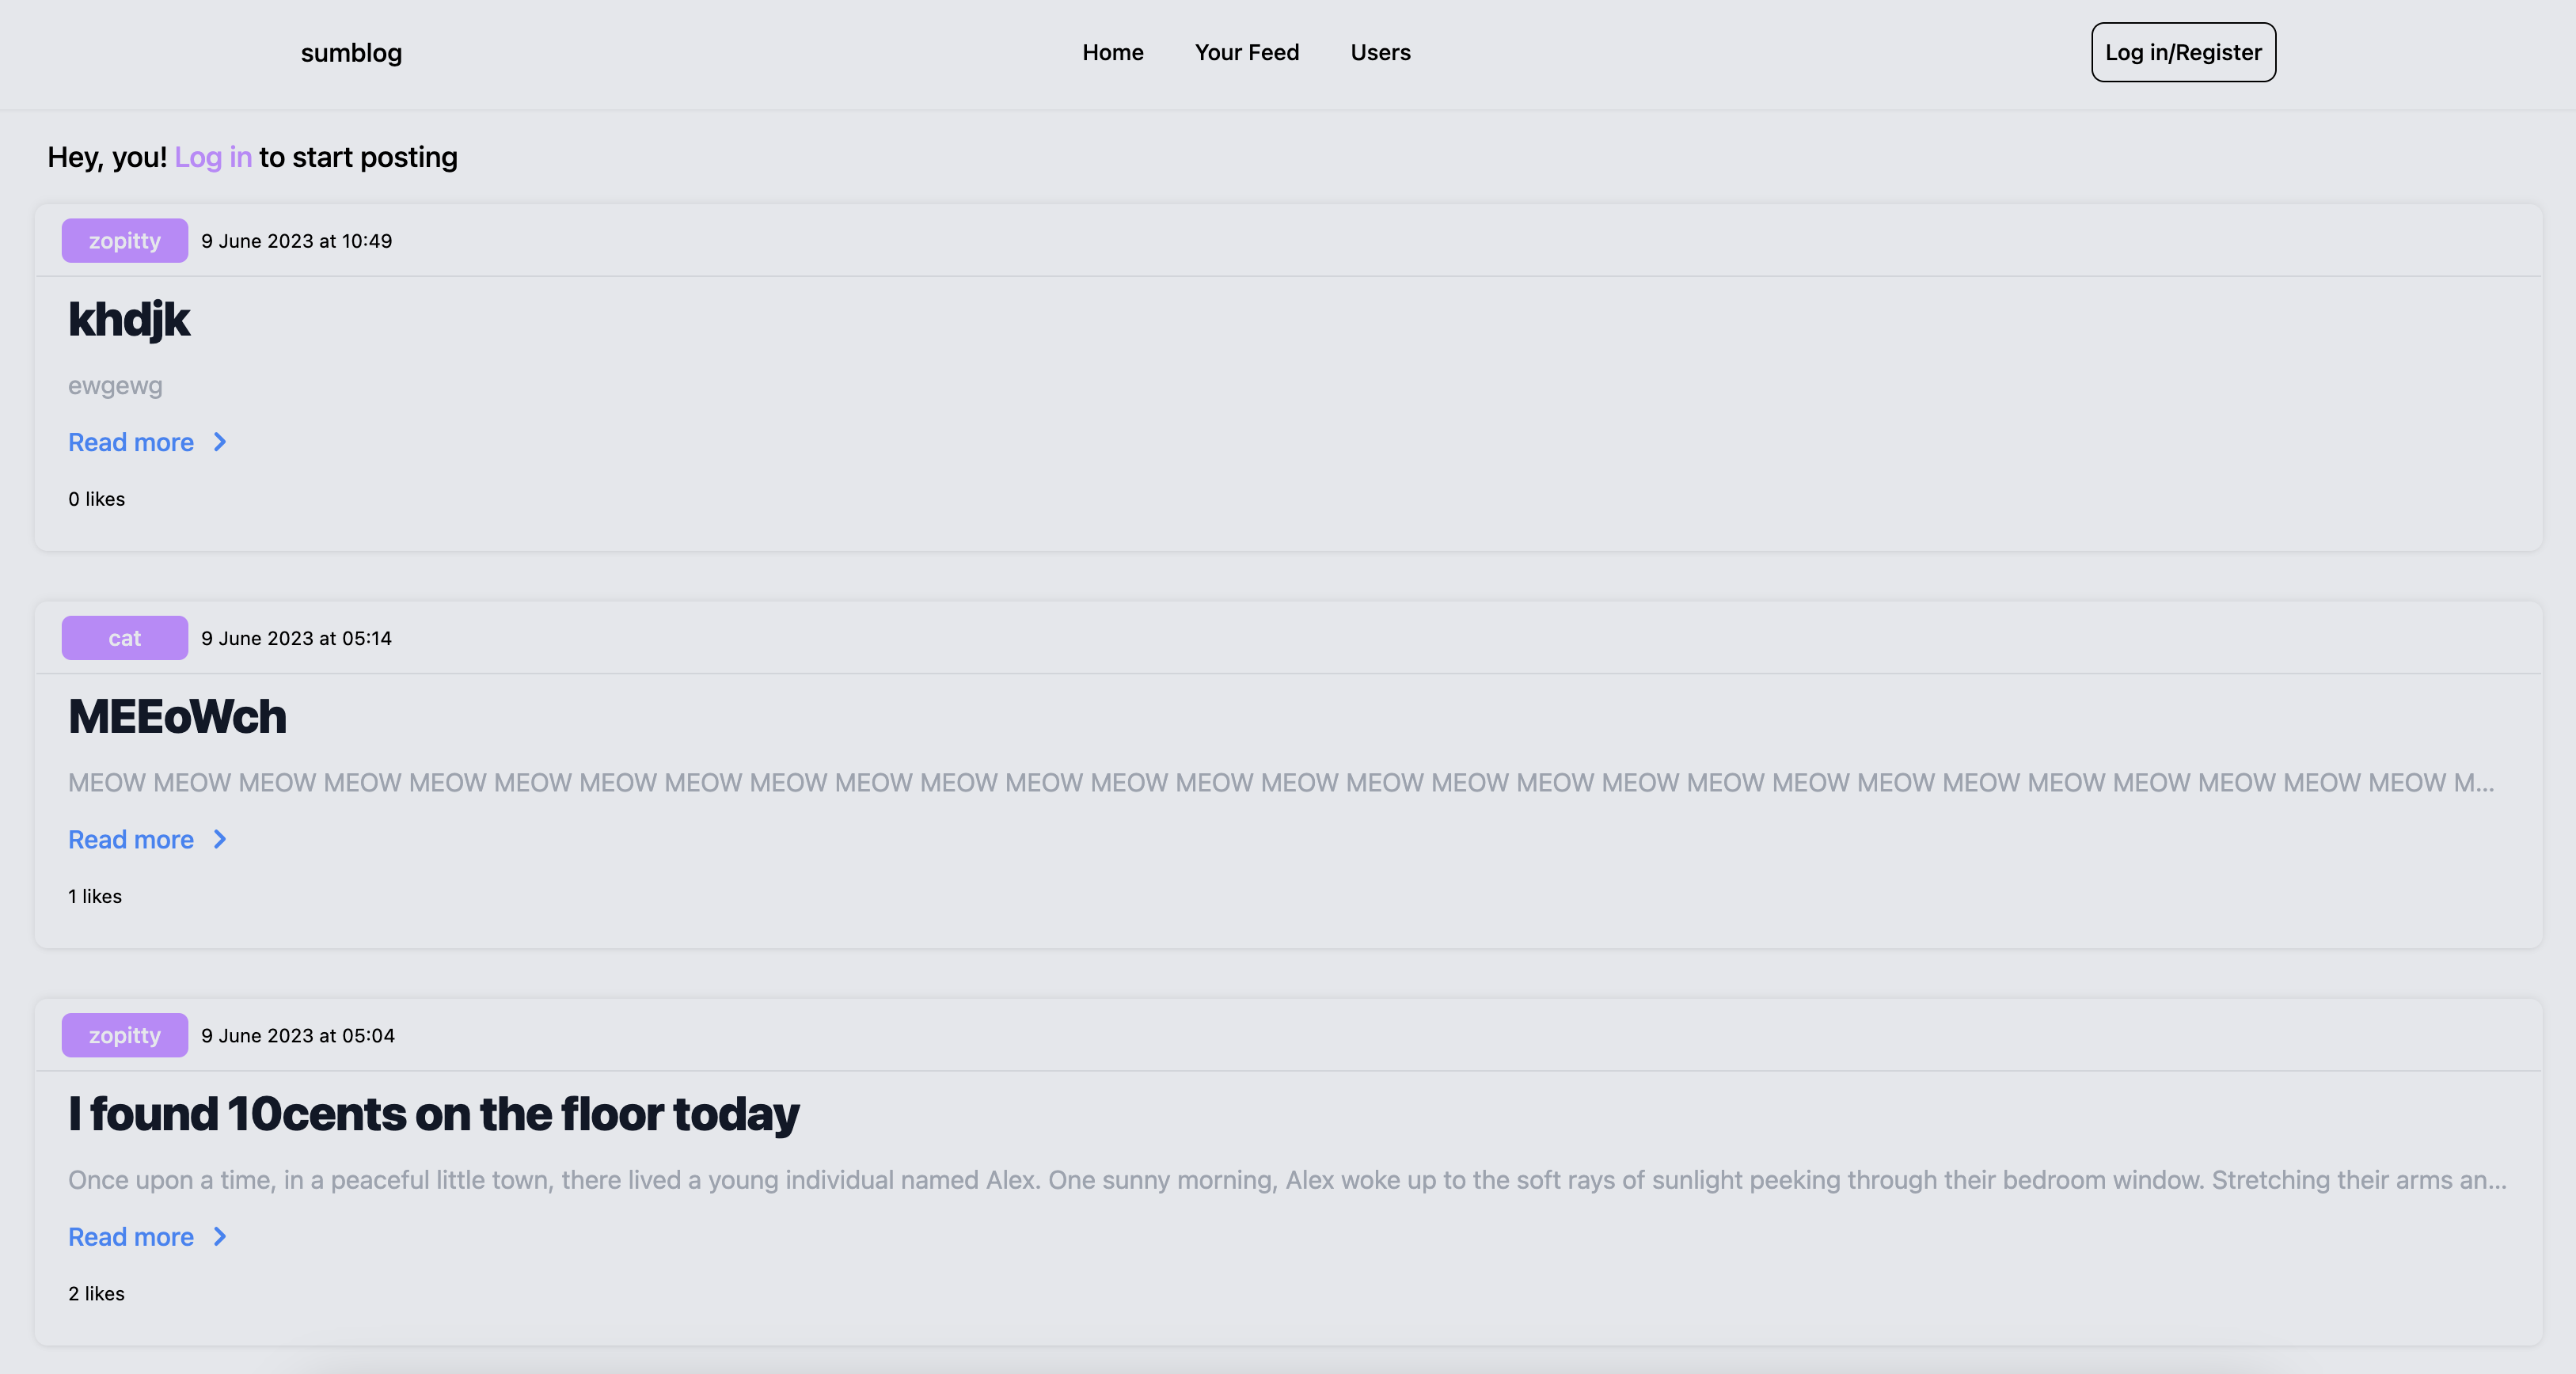 sumblog Home Your Feed Users Log in/Register
Hey, you! Log in to start posting
zopitty 9 June 2023 at 10:49
khdjk
ewgewg
Read more
0 likes
cat 9 June 2023 at 05:14
MEEoWch
MEOW MEOW MEOW MEOW MEOW MEOW MEOW MEOW MEOW MEOW MEOW MEOW MEOW MEOW MEOW MEOW MEOW MEOW MEOW MEOW MEOW MEOW MEOW MEOW MEOW MEOW MEOW MEOW M...
Read more
1 likes
zopitty 9 June 2023 at 05:04
I found 10cents on the floor today
Once upon a time, in a peaceful little town, there lived a young individual named Alex. One sunny morning, Alex woke up to the soft rays of sunlight peeking through their bedroom window. Stretching their arms an...
Read more
2 likes